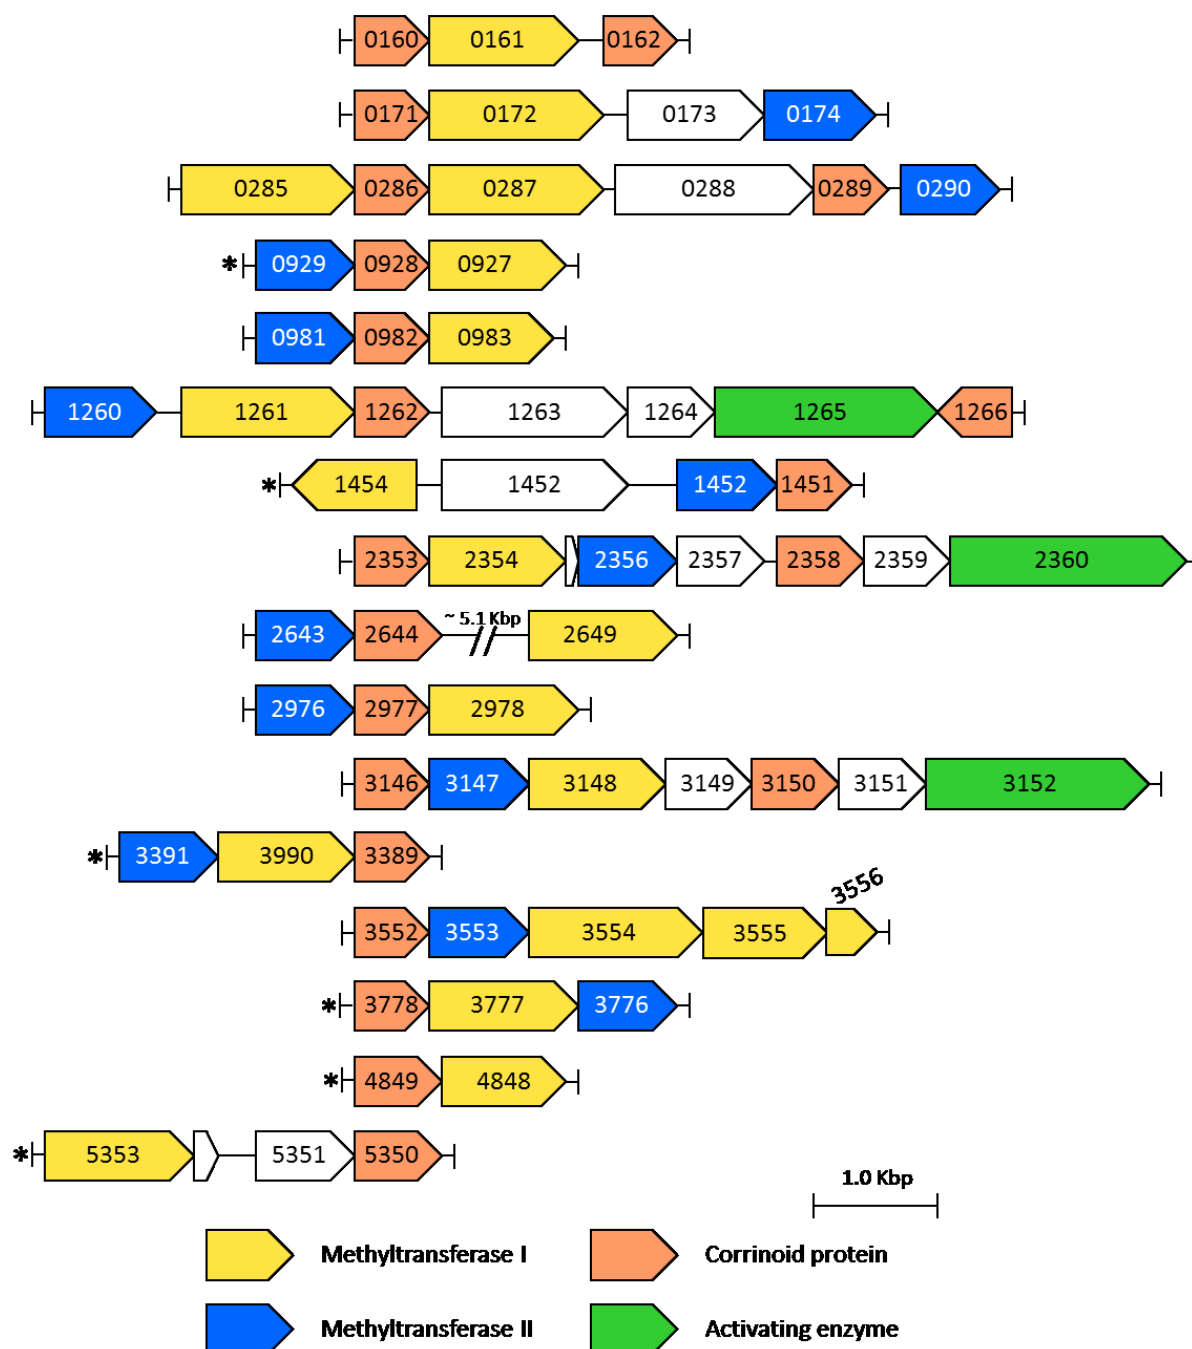 0160 0161 0162
0171 0172 0173 0174
0285 0286 0287 0288 0289 0290
* 0929 0928 0927
0981 0982 0983
1260 1261 1262 1263 1264 1265 1266
* 1454 1452 1452 1451
2353 2354 2356 2357 2358 2359 2360
2643 2644 ~ 5.1 Kbp 2649
2976 2977 2978
3146 3147 3148 3149 3150 3151 3152
* 3391 3990 3389
3552 3553 3554 3555 3556
* 3778 3777 3776
* 4849 4848
* 5353 5351 5350
1.0 Kbp
Methyltransferase I Corrinoid protein
Methyltransferase II Activating enzyme